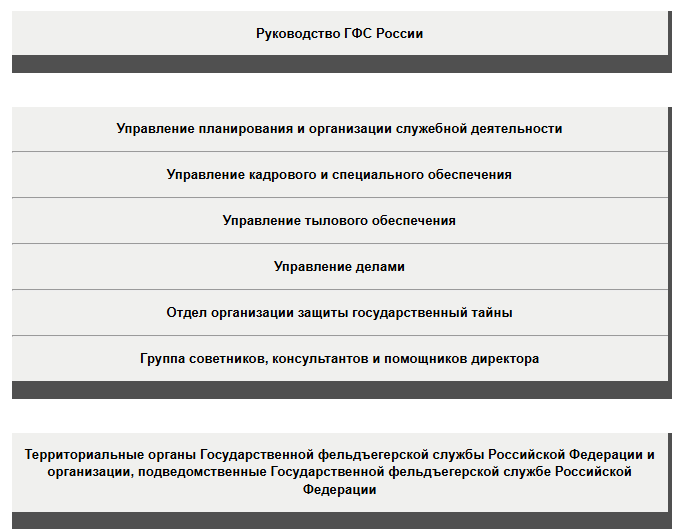 Руководство ГФС России
Управление планирования и организации служебной деятельности
Управление кадрового и специального обеспечения
Управление тылового обеспечения
Управление делами
Отдел организации защиты государственный тайны
Группа советников, консультантов и помощников директора
Территориальные органы Государственной фельдъегерской службы Российской Федерации и
организации, подведомственные Государственной фельдъегерской службе Российской
Федерации